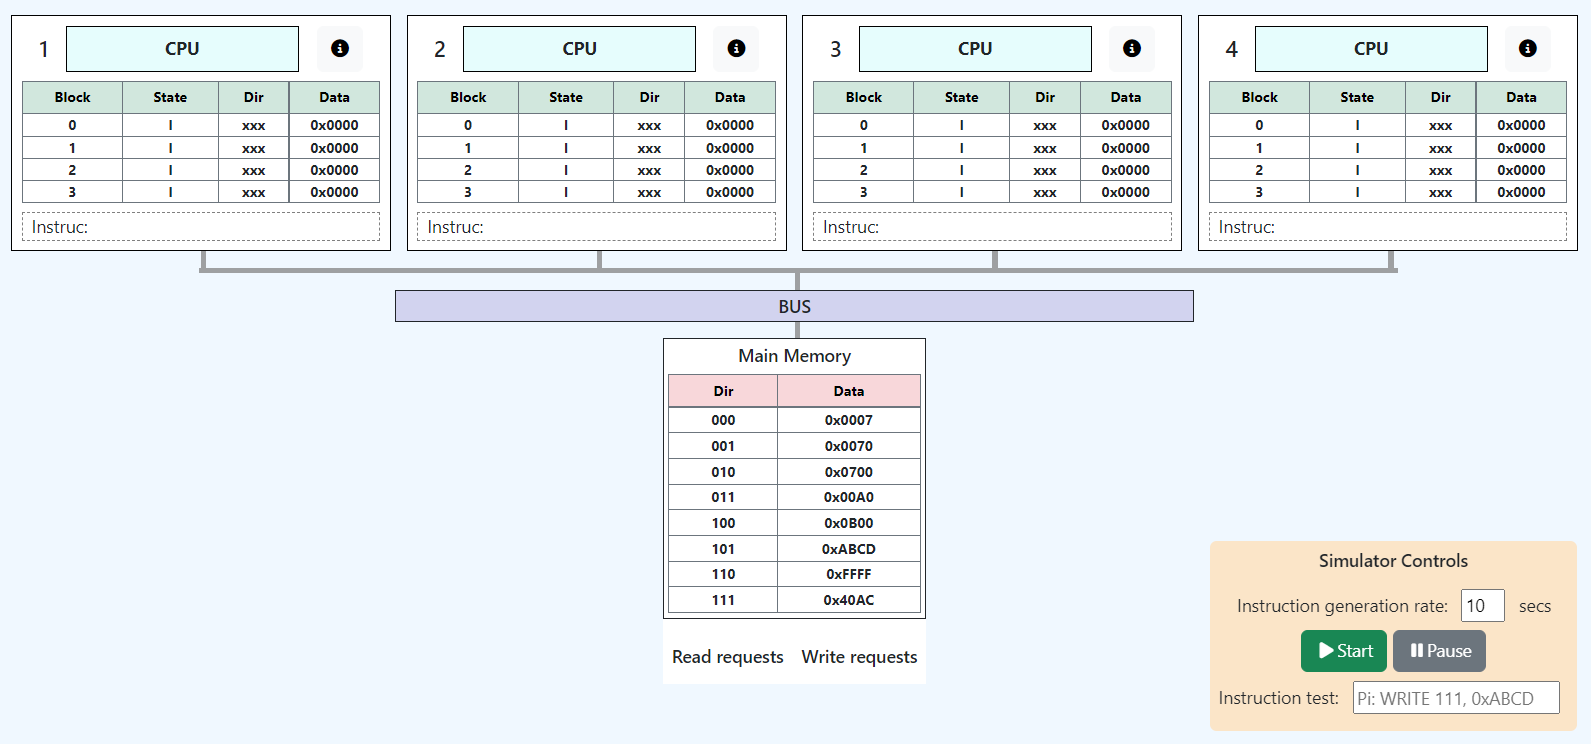 1 CPU
Block State Dir Data
0 I xxx 0x0000
1 I xxx 0x0000
2 I xxx 0x0000
3 I xxx 0x0000
Instruc:
2 CPU
Block State Dir Data
0 I xxx 0x0000
1 I xxx 0x0000
2 I xxx 0x0000
3 I xxx 0x0000
Instruc:
3 CPU
Block State Dir Data
0 I xxx 0x0000
1 I xxx 0x0000
2 I xxx 0x0000
3 I xxx 0x0000
Instruc:
4 CPU
Block State Dir Data
0 I xxx 0x0000
1 I xxx 0x0000
2 I xxx 0x0000
3 I xxx 0x0000
Instruc:
BUS
Main Memory
Dir Data
000 0x0007
001 0x0070
010 0x0700
011 0x00A0
100 0x0B00
101 0xABCD
110 0xFFFF
111 0x40AC
Read requests Write requests
Simulator Controls
Instruction generation rate: 10 secs
Start Pause
Instruction test: Pi: WRITE 111, 0xABCD